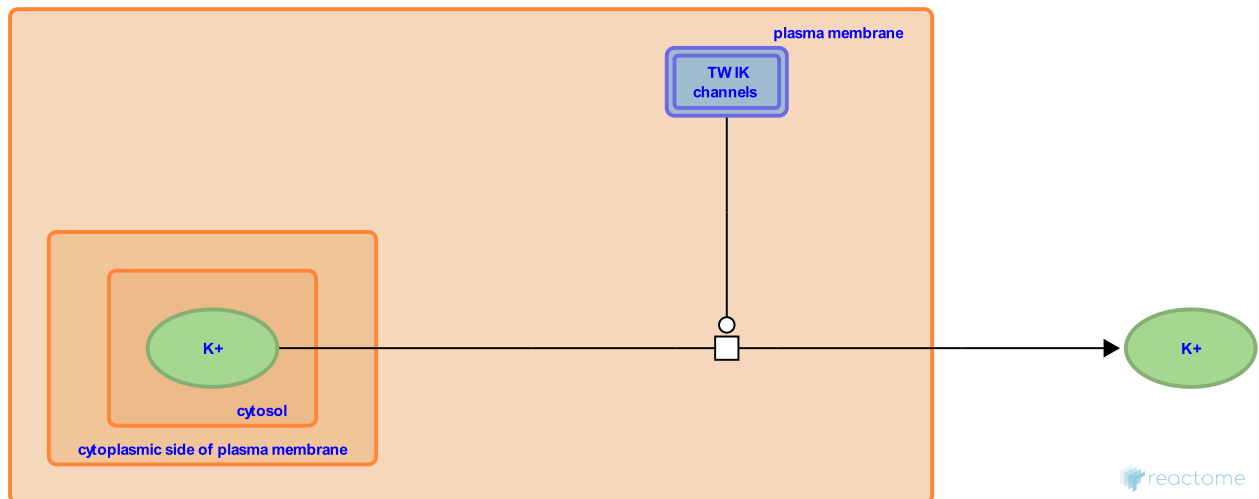 plasma membrane
TWIK
channels
K+
K+
cytosol
cytoplasmic side of plasma membrane
reactome